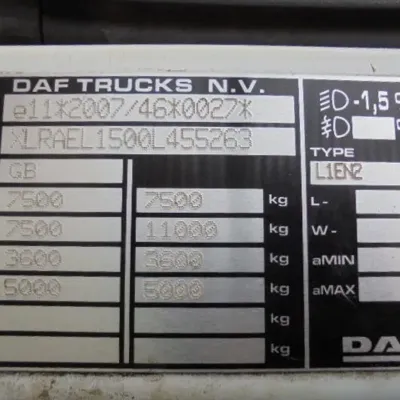 DAF TRUCKS N.V.
e11*2007/46*0027*
XLRAEL1500L455263
GB
7500 7500 kg
7500 11000 kg
3600 3600 kg
5000 5000 kg
kg
kg
-1,5
TYPE
L1EN2
L-
W-
aMIN
aMAX